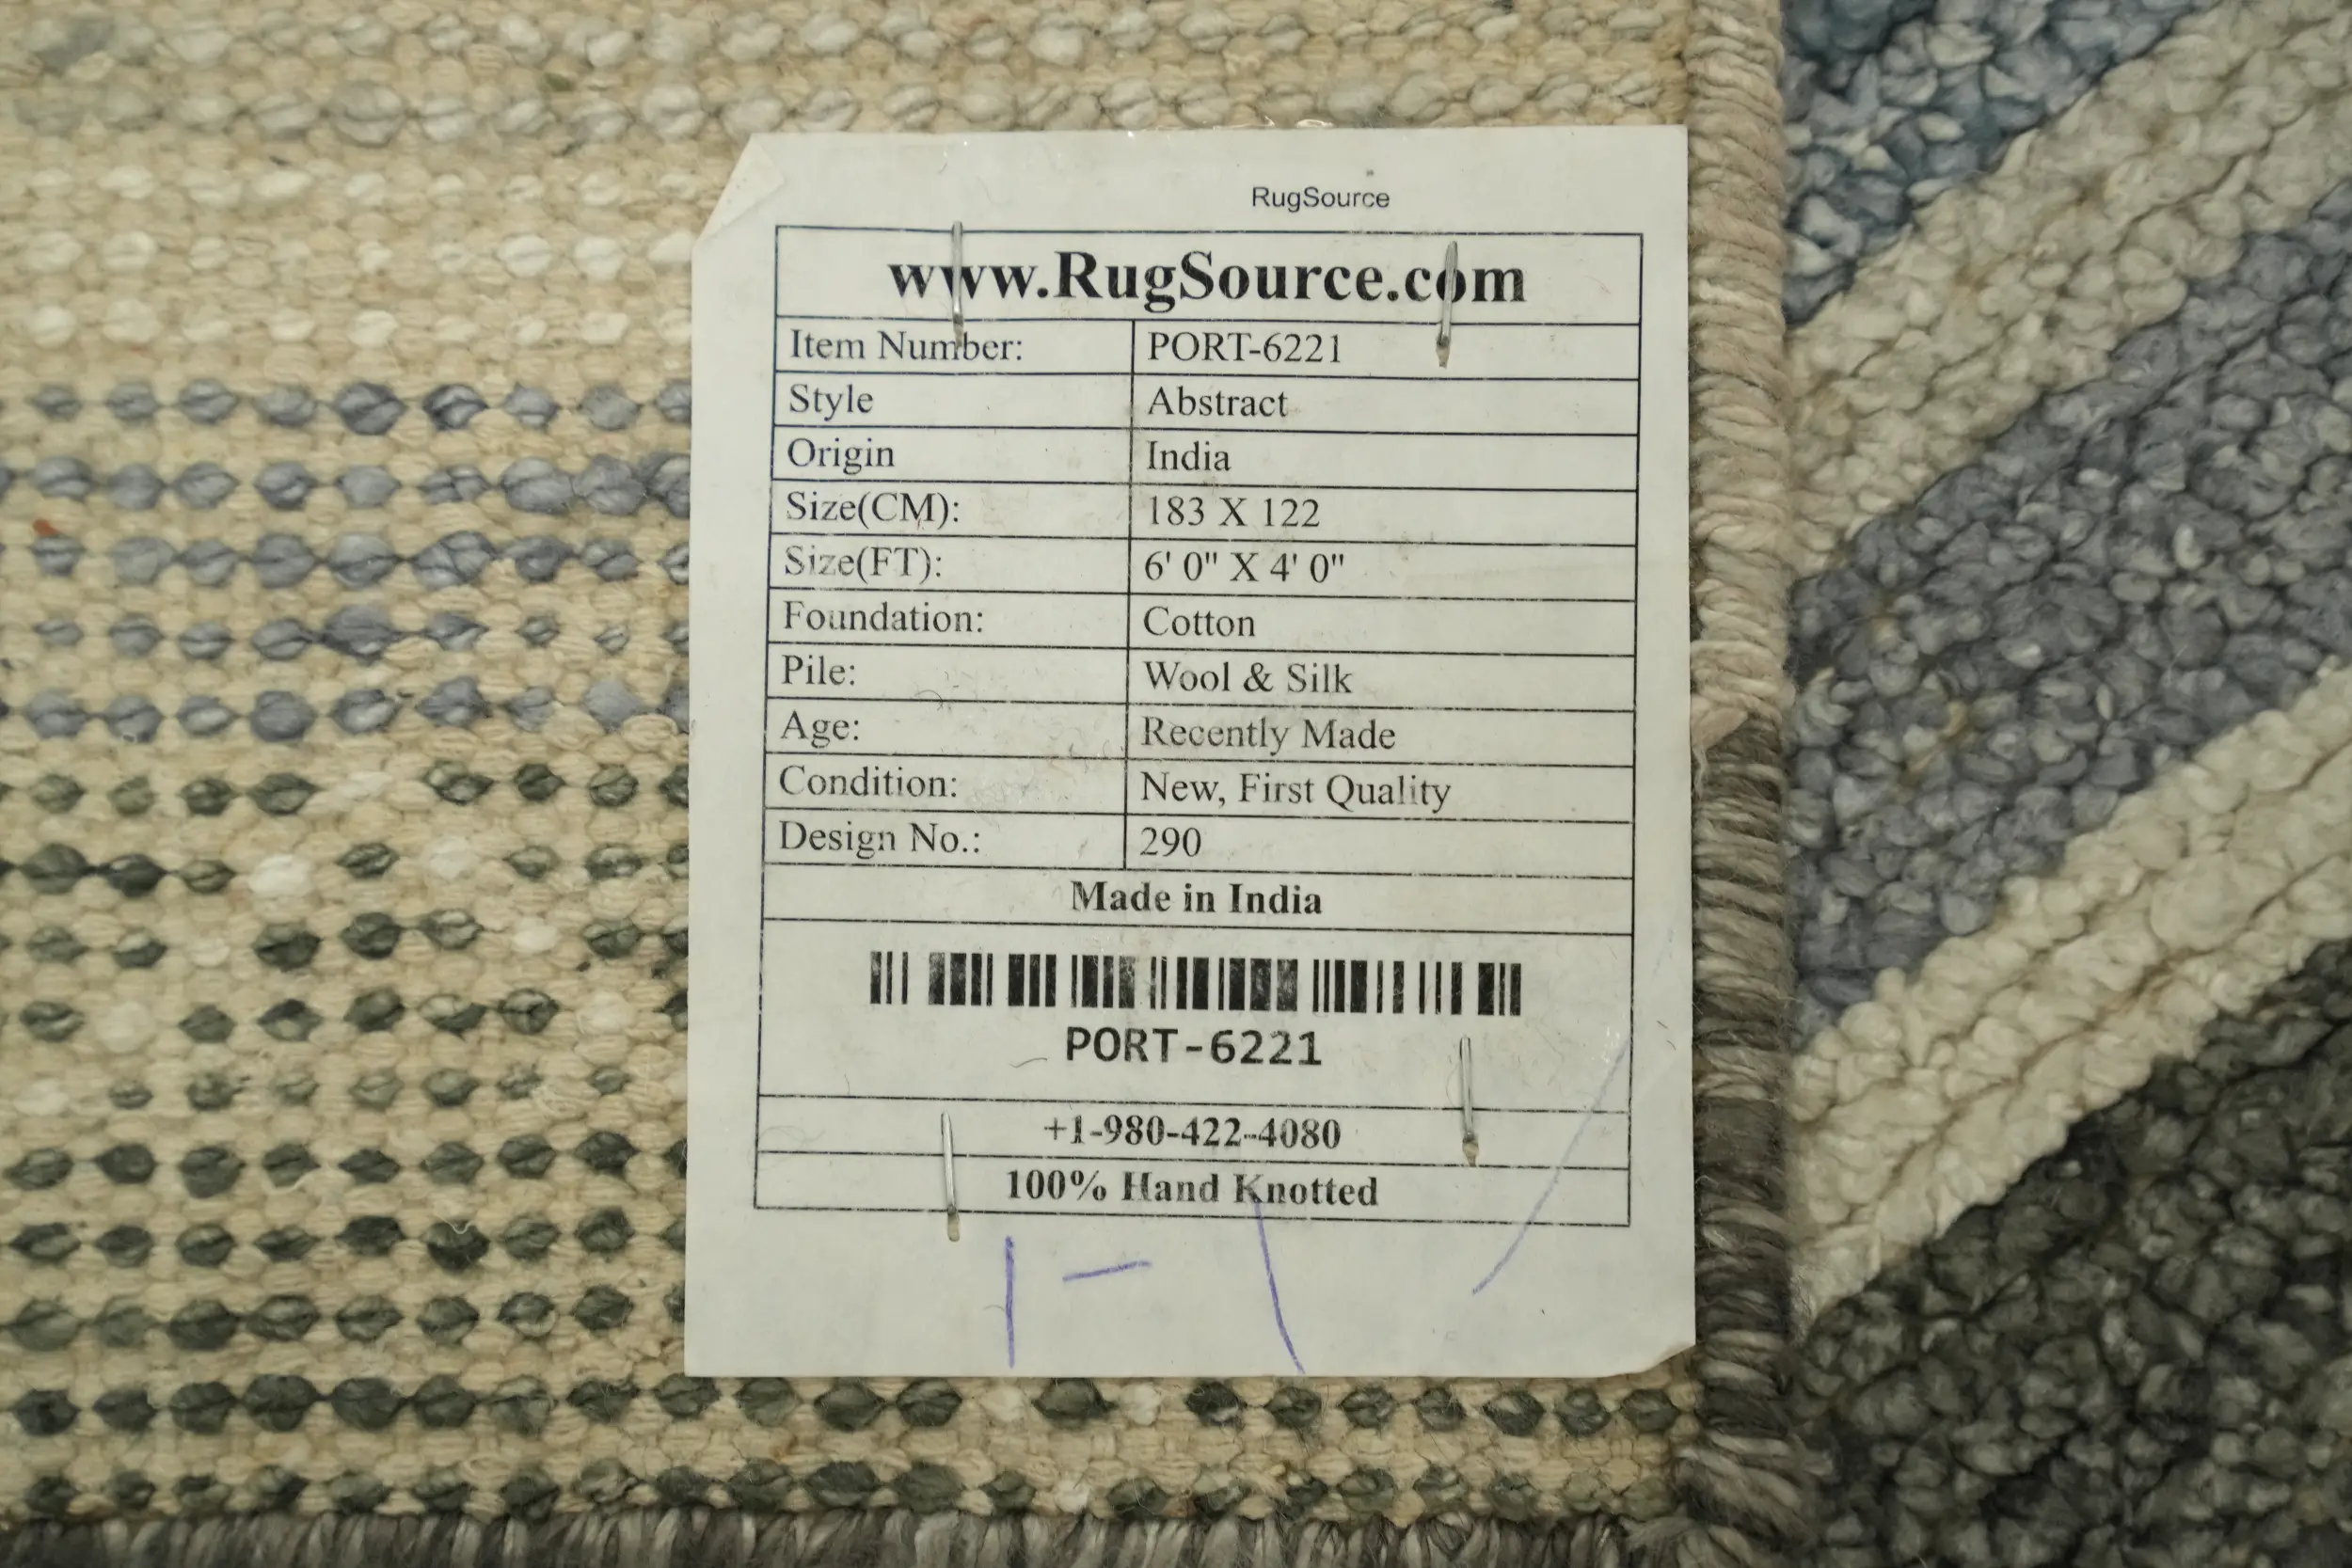 RugSource
www.RugSource.com
Item Number: PORT-6221
Style Abstract
Origin India
Size(CM): 183 X 122
Size(FT): 6' 0" X 4' 0"
Foundation: Cotton
Pile: Wool & Silk
Age: Recently Made
Condition: New, First Quality
Design No.: 290
Made in India
PORT-6221
+1-980-422-4080
100% Hand Knotted